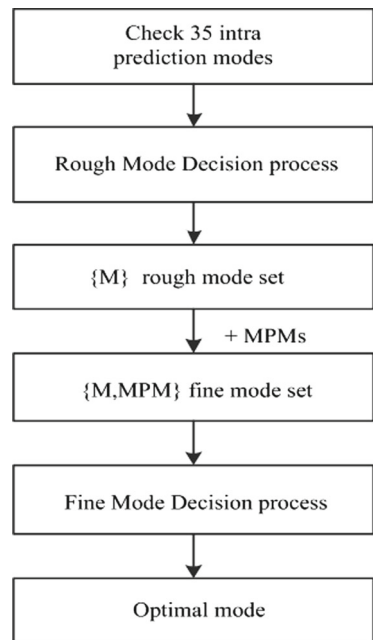 Check 35 intra
prediction modes
Rough Mode Decision process
{M} rough mode set
+ MPMs
{M,MPM} fine mode set
Fine Mode Decision process
Optimal mode